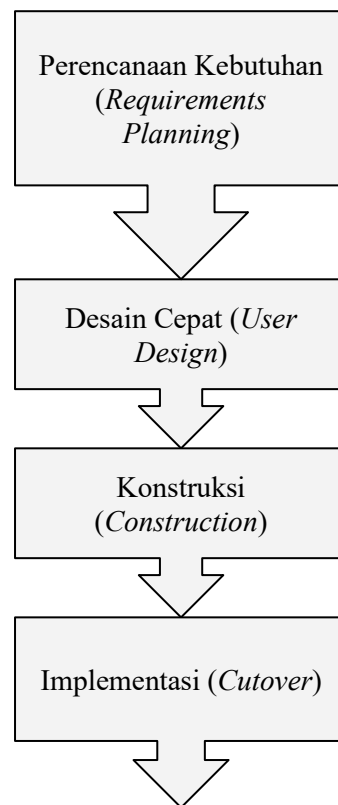 Perencanaan Kebutuhan
(Requirements
Planning)
Desain Cepat (User
Design)
Konstruksi
(Construction)
Implementasi (Cutover)